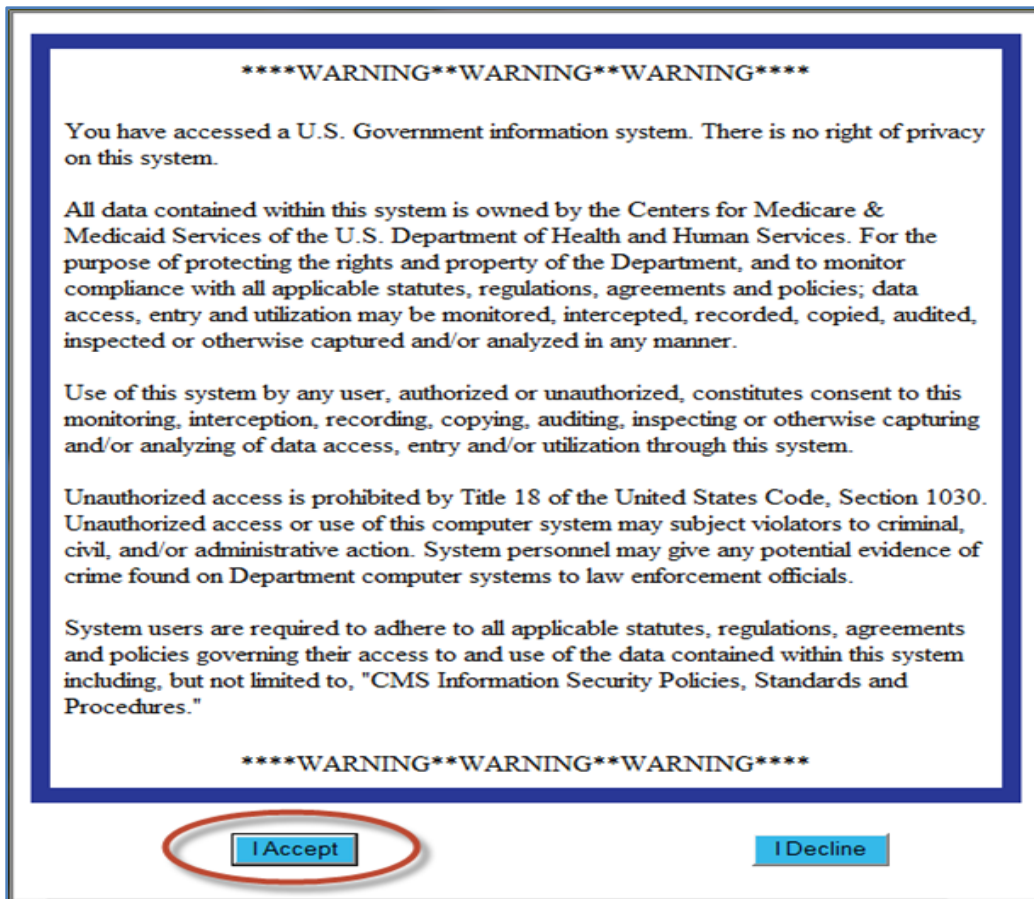 ****WARNING**WARNING**WARNING****
You have accessed a U.S. Government information system. There is no right of privacy
on this system.
All data contained within this system is owned by the Centers for Medicare &
Medicaid Services of the U.S. Department of Health and Human Services. For the
purpose of protecting the rights and property of the Department, and to monitor
compliance with all applicable statutes, regulations, agreements and policies; data
access, entry and utilization may be monitored, intercepted, recorded, copied, audited,
inspected or otherwise captured and/or analyzed in any manner.
Use of this system by any user, authorized or unauthorized, constitutes consent to this
monitoring, interception, recording, copying, auditing, inspecting or otherwise capturing
and/or analyzing of data access, entry and/or utilization through this system.
Unauthorized access is prohibited by Title 18 of the United States Code, Section 1030.
Unauthorized access or use of this computer system may subject violators to criminal,
civil, and/or administrative action. System personnel may give any potential evidence of
crime found on Department computer systems to law enforcement officials.
System users are required to adhere to all applicable statutes, regulations, agreements
and policies governing their access to and use of the data contained within this system
including, but not limited to, "CMS Information Security Policies, Standards and
Procedures."
****WARNING**WARNING**WARNING****
I Accept
I Decline